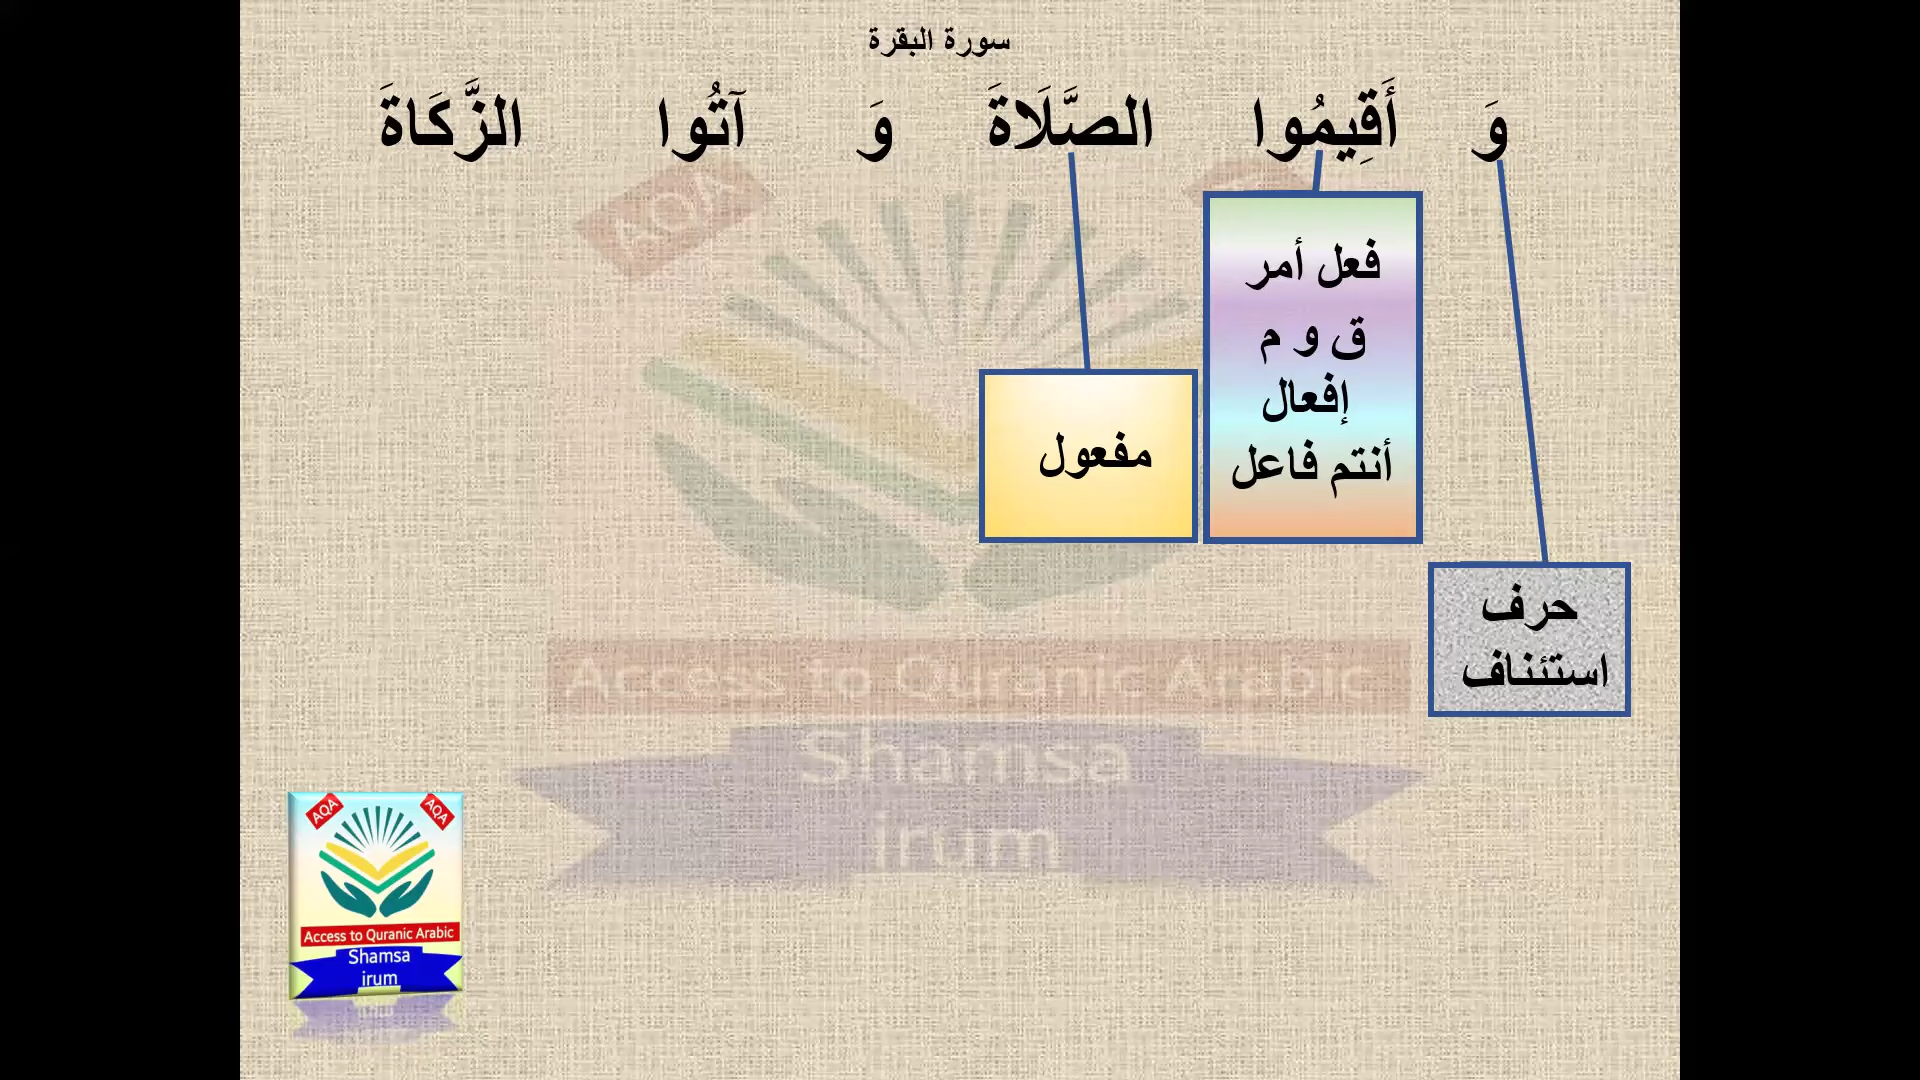 سورة البقرة
وَ أَقِيمُوا الصَّلَاةَ وَ آتُوا الزَّكَاةَ
فعل أمر
ق و م
إفعال
أنتم فاعل
مفعول
حرف
استئناف
AQA
Access to Quranic Arabic
Shamsa
irum
AQA AQA
Access to Quranic Arabic
Shamsa
irum